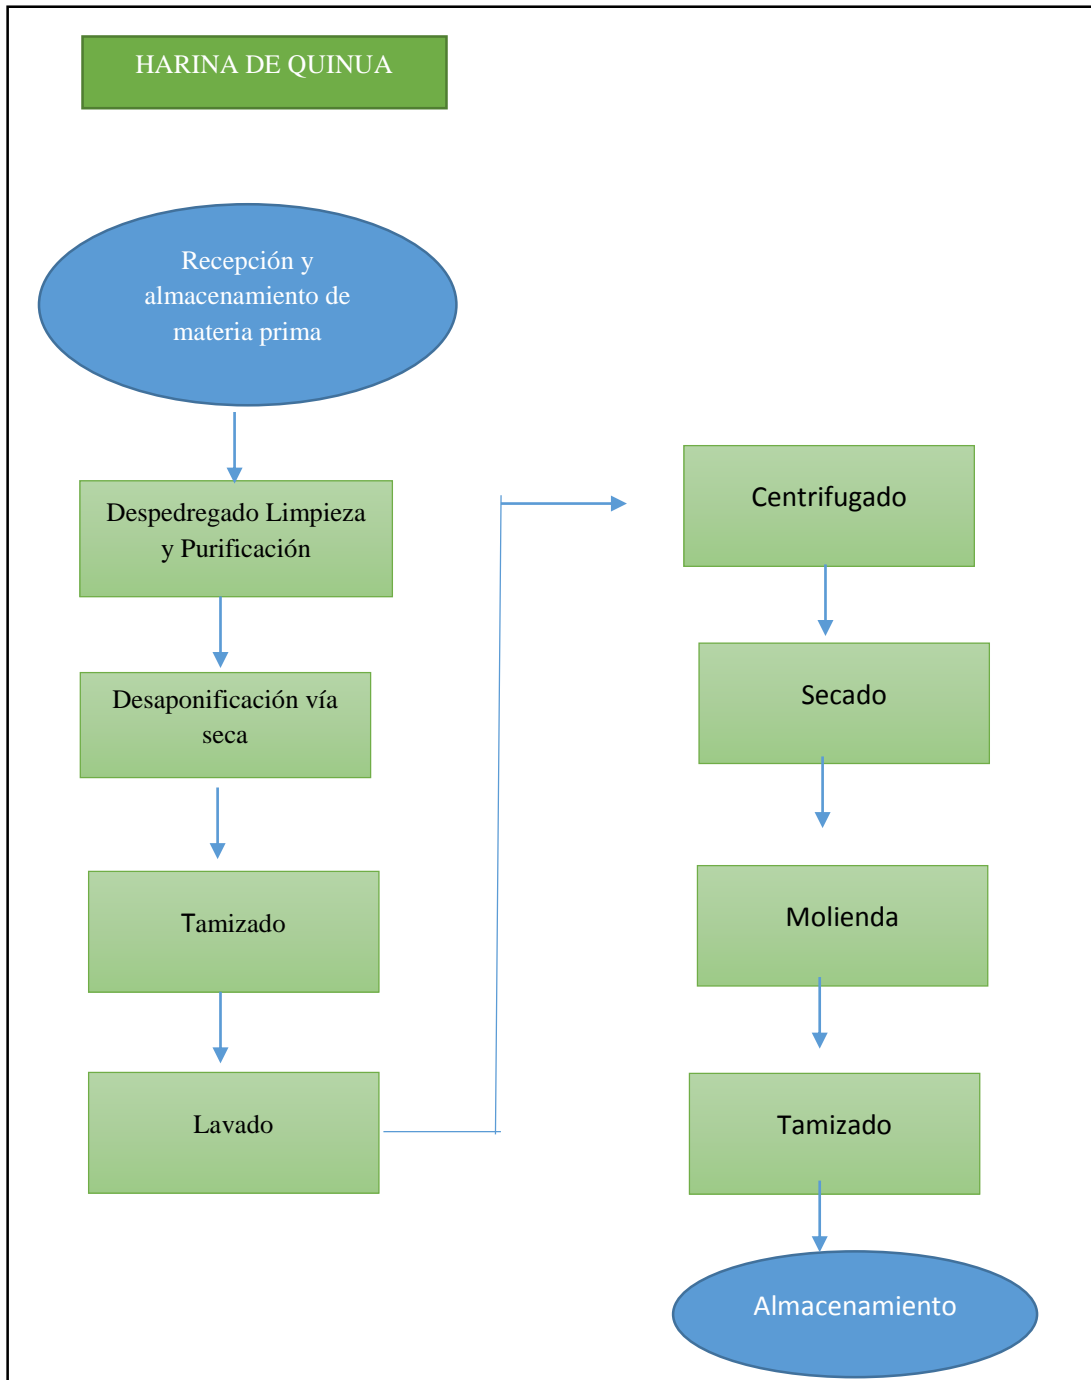 HARINA DE QUINUA
Recepción y
almacenamiento de
materia prima
Despedregado Limpieza
y Purificación
Desaponificación vía
seca
Tamizado
Lavado
Centrifugado
Secado
Molienda
Tamizado
Almacenamiento